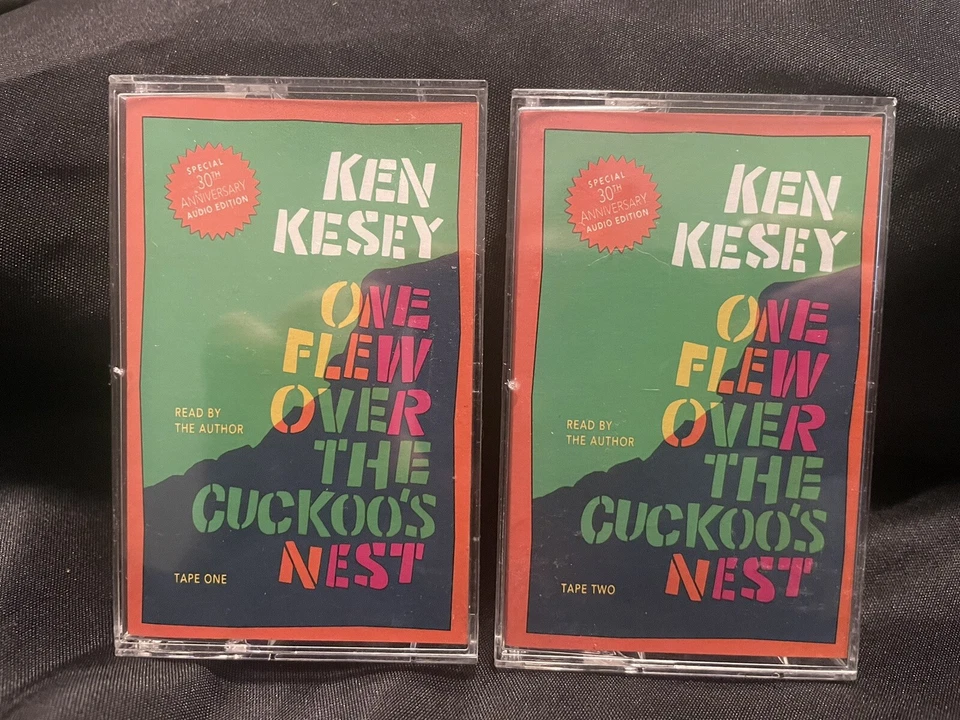 SPECIAL
30TH
ANNIVERSARY
AUDIO EDITION
KEN
KESEY
ONE
FLEW
OVER
THE
CUCKOO'S
NEST
READ BY
THE AUTHOR
TAPE ONE
SPECIAL
30TH
ANNIVERSARY
AUDIO EDITION
KEN
KESEY
ONE
FLEW
OVER
THE
CUCKOO'S
NEST
READ BY
THE AUTHOR
TAPE TWO